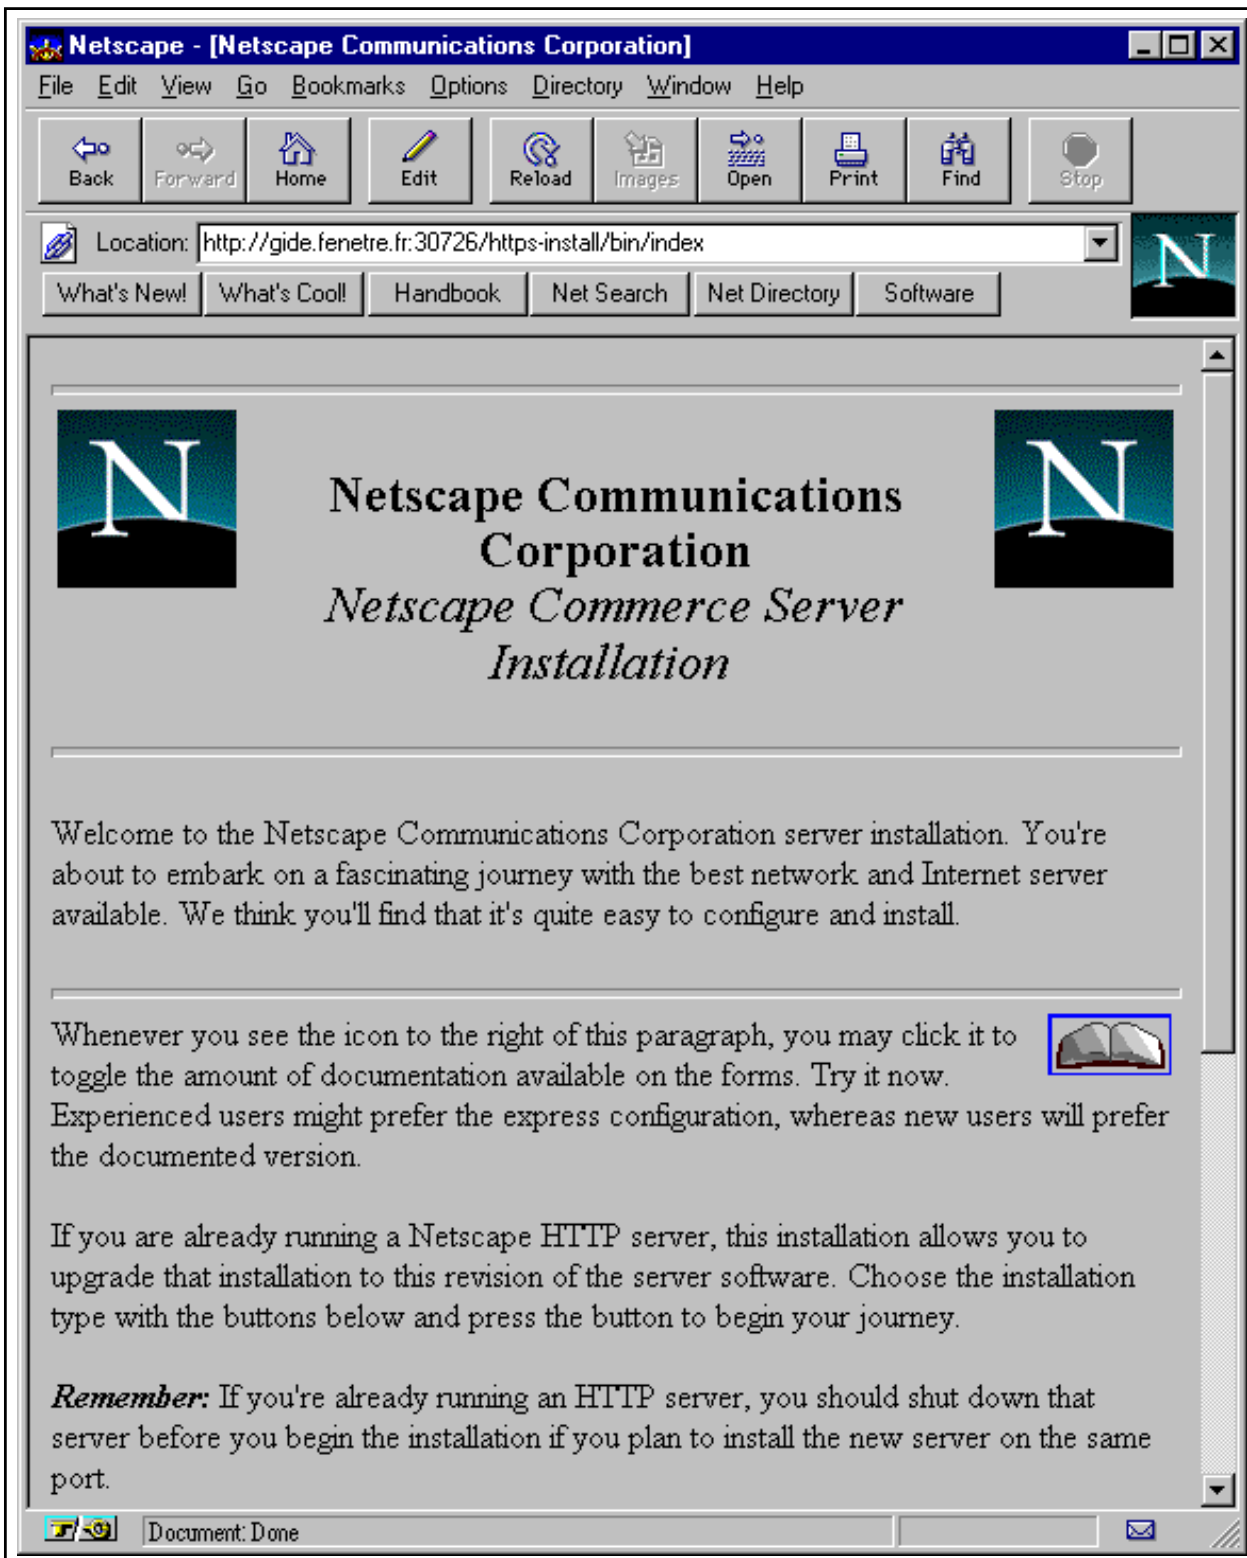 Netscape - [Netscape Communications Corporation]
File Edit View Go Bookmarks Options Directory Window Help
Back Forward Home Edit Reload Images Open Print Find Stop
Location: http://gide.fenetre.fr:30726/https-install/bin/index
N
What's New! What's Cool! Handbook Net Search Net Directory Software
N
N
Netscape Communications
Corporation
Netscape Commerce Server
Installation
Welcome to the Netscape Communications Corporation server installation. You're
about to embark on a fascinating journey with the best network and Internet server
available. We think you'll find that it's quite easy to configure and install.
Whenever you see the icon to the right of this paragraph, you may click it to
toggle the amount of documentation available on the forms. Try it now.
Experienced users might prefer the express configuration, whereas new users will prefer
the documented version.
If you are already running a Netscape HTTP server, this installation allows you to
upgrade that installation to this revision of the server software. Choose the installation
type with the buttons below and press the button to begin your journey.
Remember: If you're already running an HTTP server, you should shut down that
server before you begin the installation if you plan to install the new server on the same
port.
Document: Done